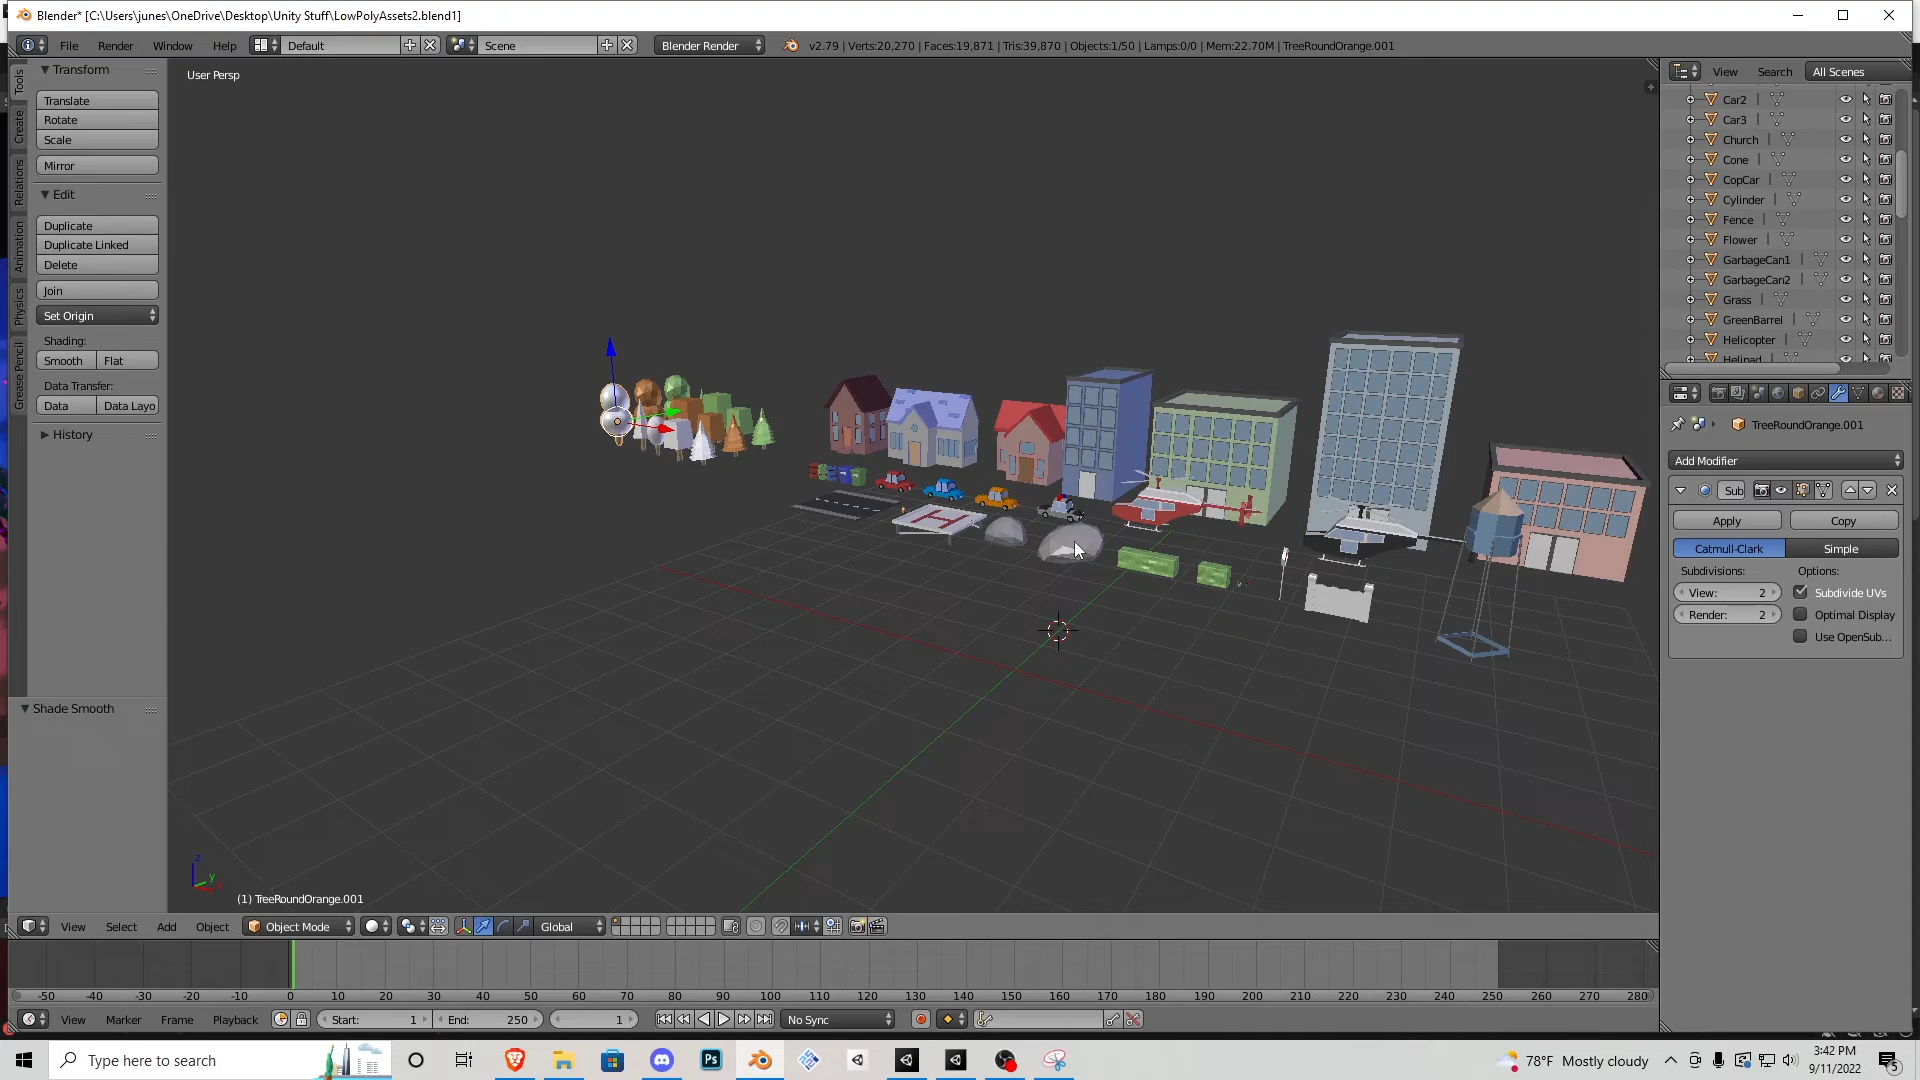 Blender* [C:\Users\junes\OneDrive\Desktop\Unity Stuff\LowPolyAssets2.blend1]
File Render Window Help Default Scene Blender Render v2.79 | Verts:20,270 | Faces:19,871 | Tris:39,870 | Objects:1/50 | Lamps:0/0 | Mem:22.70M | TreeRoundOrange.001
Tools
Create
Relations
Animation
Physics
Grease Pencil
Transform
Translate
Rotate
Scale
Mirror
Edit
Duplicate
Duplicate Linked
Delete
Join
Set Origin
Shading:
Smooth Flat
Data Transfer:
Data Data Layo
History
Shade Smooth
User Persp
H
z
y
(1) TreeRoundOrange.001
View Search All Scenes
Car2
Car3
Church
Cone
CopCar
Cylinder
Fence
Flower
GarbageCan1
GarbageCan2
Grass
GreenBarrel
Helicopter
Helipad
TreeRoundOrange.001
Add Modifier
Sub
Apply Copy
Catmull-Clark Simple
Subdivisions: Options:
View: 2 Subdivide UVs
Render: 2 Optimal Display
Use OpenSub...
View Select Add Object Object Mode Global
-50 -40 -30 -20 -10 0 10 20 30 40 50 60 70 80 90 100 110 120 130 140 150 160 170 180 190 200 210 220 230 240 250 260 270 280
View Marker Frame Playback Start: 1 End: 250 1 No Sync
Type here to search
Ps
78°F Mostly cloudy
3:42 PM
9/11/2022
5